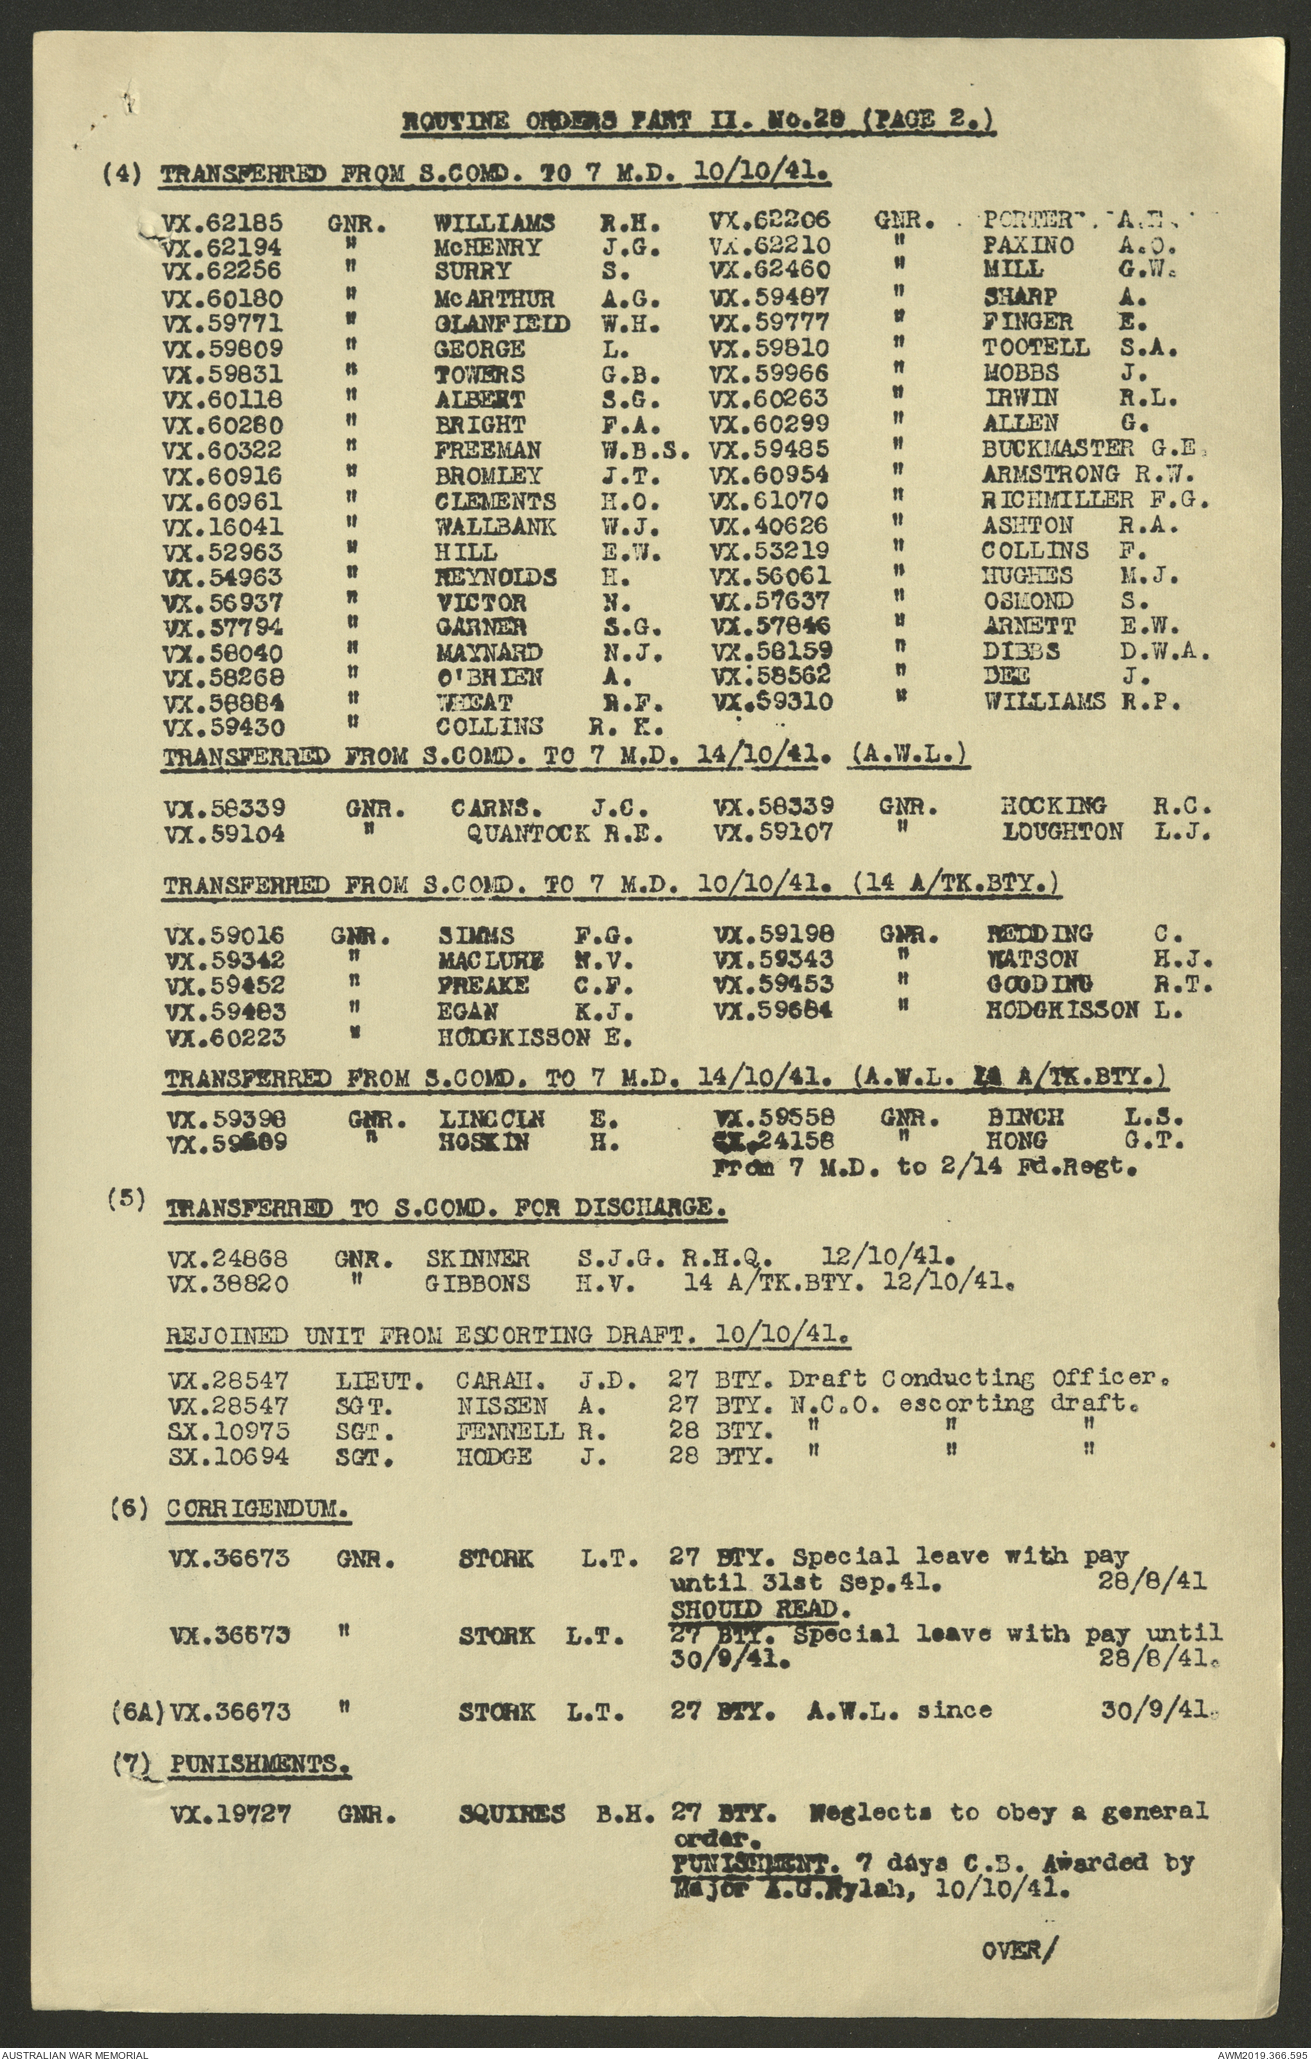 ROUTINE ORDERS PART II. No.28 (PAGE 2.)
(4) TRANSFERRED FROM S.COMD. TO 7 M.D. 10/10/41.
VX.62185 GNR. WILLIAMS R.H. VX.62206 GNR. PORTER A.E.
VX.62194 " McHENRY J.G. VX.62210 " PAXINO A.O.
VX.62256 " SURRY S. VX.62460 " MILL G.W.
VX.60180 " McARTHUR A.G. VX.59487 " SHARP A.
VX.59771 " GLANFIELD W.H. VX.59777 " FINGER E.
VX.59809 " GEORGE L. VX.59810 " TOOTELL S.A.
VX.59831 " TOWERS G.B. VX.59966 " MOBBS J.
VX.60118 " ALBERT S.G. VX.60263 " IRWIN R.L.
VX.60280 " BRIGHT F.A. VX.60299 " ALLEN G.
VX.60322 " FREEMAN W.B.S. VX.59485 " BUCKMASTER G.E.
VX.60916 " BROMLEY J.T. VX.60954 " ARMSTRONG R.W.
VX.60961 " CLEMENTS H.O. VX.61070 " RICHMILLER F.G.
VX.16041 " WALLBANK W.J. VX.40626 " ASHTON R.A.
VX.52963 " HILL E.W. VX.53219 " COLLINS F.
VX.54963 " REYNOLDS H. VX.56061 " HUGHES M.J.
VX.56937 " VICTOR N. VX.57637 " OSMOND S.
VX.57794 " GARNER S.G. VX.57846 " ARNETT E.W.
VX.58040 " MAYNARD N.J. VX.58159 " DIBBS D.W.A.
VX.58268 " O'BRIEN A. VX.58562 " DEE J.
VX.58884 " WHEAT R.F. VX.59310 " WILLIAMS R.P.
VX.59430 " COLLINS R. K.
TRANSFERRED FROM S.COMD. TO 7 M.D. 14/10/41. (A.W.L.)
VX.58339 GNR. CARNS. J.C. VX.58339 GNR. HOCKING R.C.
VX.59104 " QUANTOCK R.E. VX.59107 " LOUGHTON L.J.
TRANSFERRED FROM S.COMD. TO 7 M.D. 10/10/41. (14 A/TK.BTY.)
VX.59016 GNR. SIMMS F.G. VX.59198 GNR. REDDING C.
VX.59342 " MACLURE N.V. VX.59343 " WATSON H.J.
VX.59452 " FREAKE C.F. VX.59453 " GOODING R.T.
VX.59483 " EGAN K.J. VX.59684 " HODGKISSON L.
VX.60223 " HODGKISSON E.
TRANSFERRED FROM S.COMD. TO 7 M.D. 14/10/41. (A.W.L. 14 A/TK.BTY.)
VX.59398 GNR. LINCOLN E. VX.59558 GNR. BINCH L.S.
" HOSKIN H. 24158 " HONG G.T.
From 7 M.D. to 2/14 Fd.Regt.
(5) TRANSFERRED TO S.COMD. FOR DISCHARGE.
VX.24868 GNR. SKINNER S.J.G. R.H.Q. 12/10/41.
VX.38820 " GIBBONS H.V. 14 A/TK.BTY. 12/10/41.
REJOINED UNIT FROM ESCORTING DRAFT. 10/10/41.
VX.28547 LIEUT. CARAH. J.D. 27 BTY. Draft Conducting Officer.
VX.28547 SGT. NISSEN A. 27 BTY. N.C.O. escorting draft.
SX.10975 SGT. FENNELL R. 28 BTY. " " "
SX.10694 SGT. HODGE J. 28 BTY. " " "
(6) CORRIGENDUM.
VX.36673 GNR. STORK L.T. 27 BTY. Special leave with pay
until 31st Sep.41. 28/8/41
SHOULD READ.
VX.36673 " STORK L.T. 27 BTY. Special leave with pay until
30/9/41. 28/8/41.
(6A) VX.36673 " STORK L.T. 27 BTY. A.W.L. since 30/9/41.
(7) PUNISHMENTS.
VX.19727 GNR. SQUIRES B.H. 27 BTY. Neglects to obey a general
order.
PUNISHMENT. 7 days C.B. Awarded by
Major A.G.Rylah, 10/10/41.
OVER/
AUSTRALIAN WAR MEMORIAL AWM2019.366.595